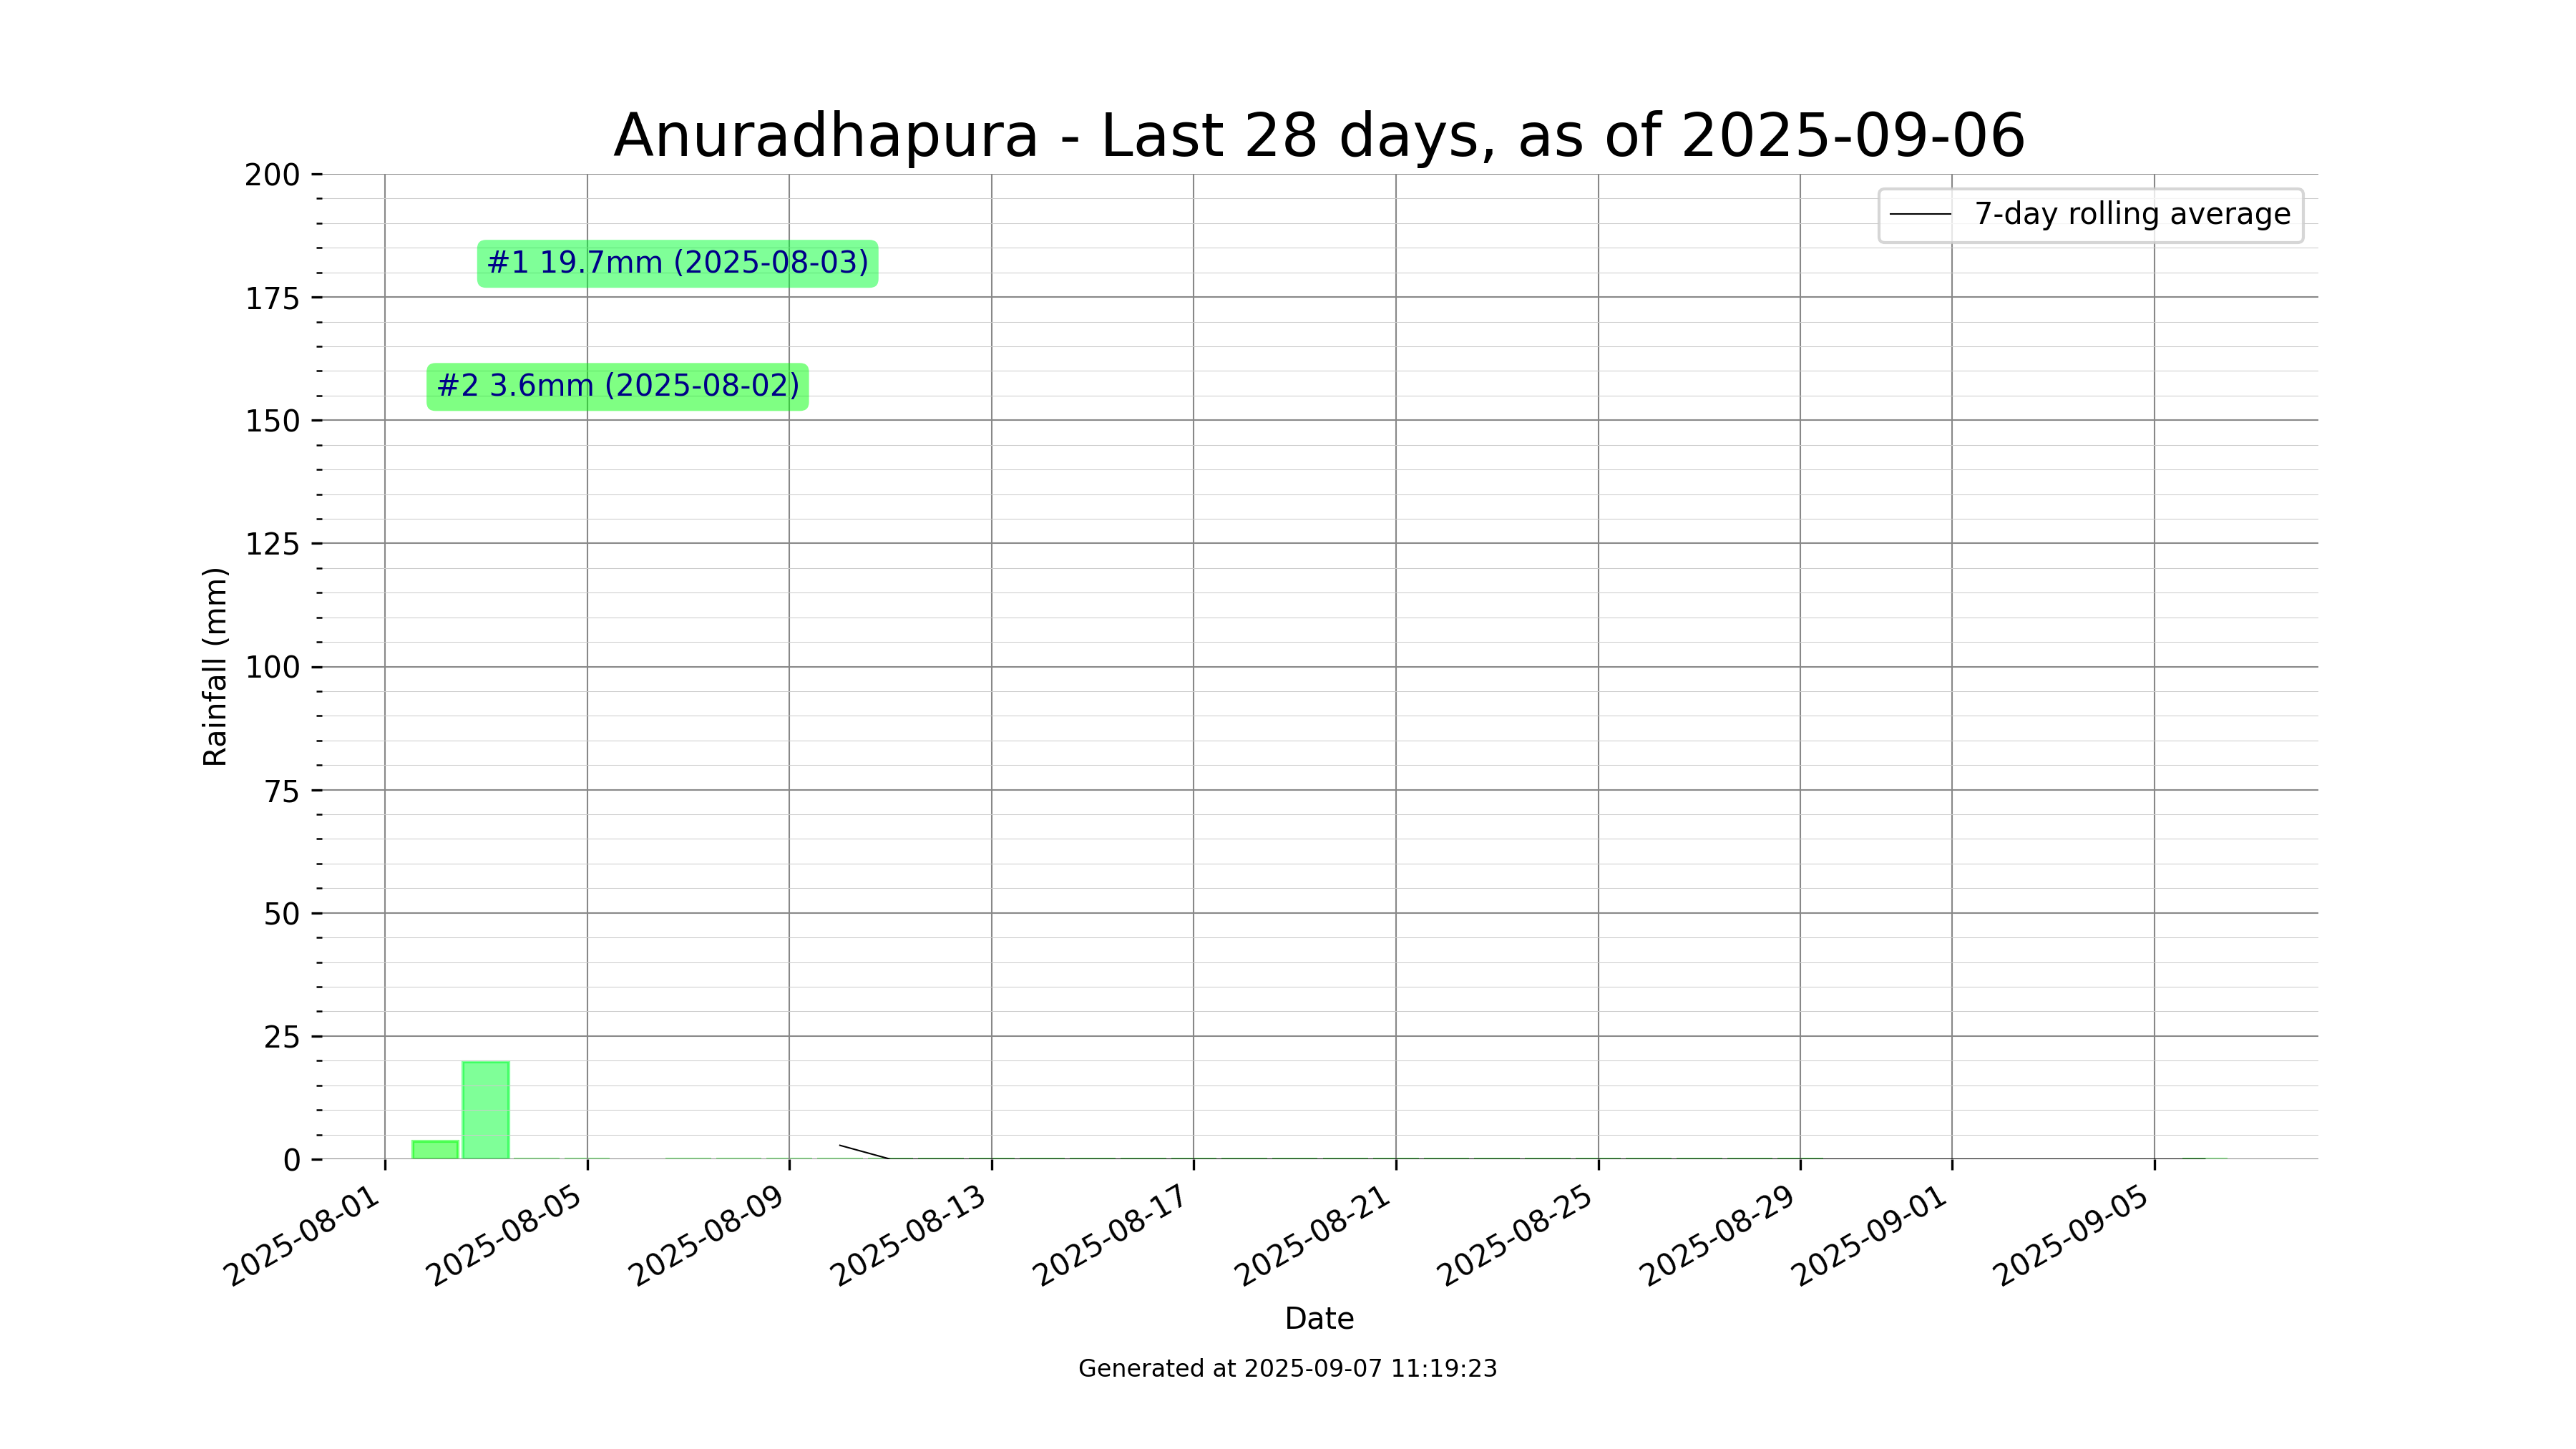 Anuradhapura - Last 28 days, as of 2025-09-06
7-day rolling average
#1 19.7mm (2025-08-03)
#2 3.6mm (2025-08-02)
200
175
150
125
100
75
50
25
0
Rainfall (mm)
2025-08-01
2025-08-05
2025-08-09
2025-08-13
2025-08-17
2025-08-21
2025-08-25
2025-08-29
2025-09-01
2025-09-05
Date
Generated at 2025-09-07 11:19:23